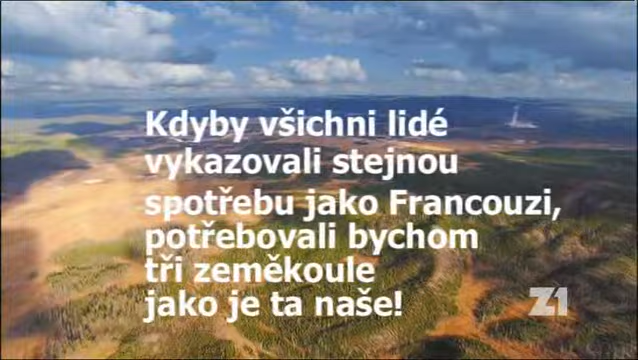 Kdyby všichni lidé
vykazovali stejnou
spotřebu jako Francouzi,
potřebovali bychom
tři zeměkoule
jako je ta naše!
Z1